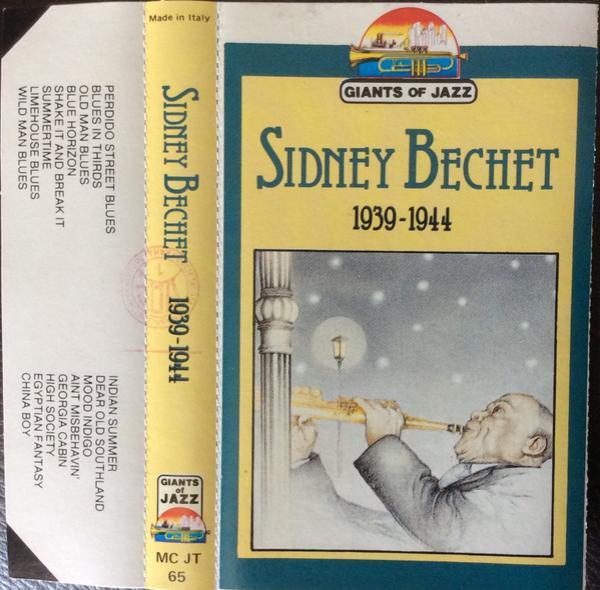 GIANTS OF JAZZ
SIDNEY BECHET
1939-1944
Made in Italy
SIDNEY BECHET 1939-1944
GIANTS
of
JAZZ
MC JT
65
PERDIDO STREET BLUES
BLUES IN THIRDS
OLD MAN BLUES
BLUE HORIZON
SHAKE IT AND BREAK IT
SUMMERTIME
LIMEHOUSE BLUES
WILD MAN BLUES
INDIAN SUMMER
DEAR OLD SOUTHLAND
MOOD INDIGO
AINT MISBEHAVIN'
GEORGIA CABIN
HIGH SOCIETY
EGYPTIAN FANTASY
CHINA BOY